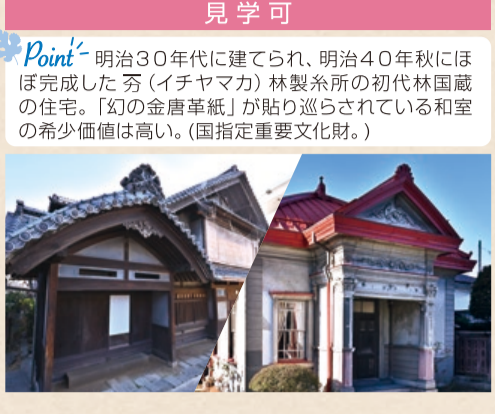 見学可
Point 明治30年代に建てられ、明治40年秋にほ
ぼ完成した (イチヤマカ)林製糸所の初代林国蔵
の住宅。「幻の金唐革紙」が貼り巡らされている和室
の希少価値は高い。(国指定重要文化財。)